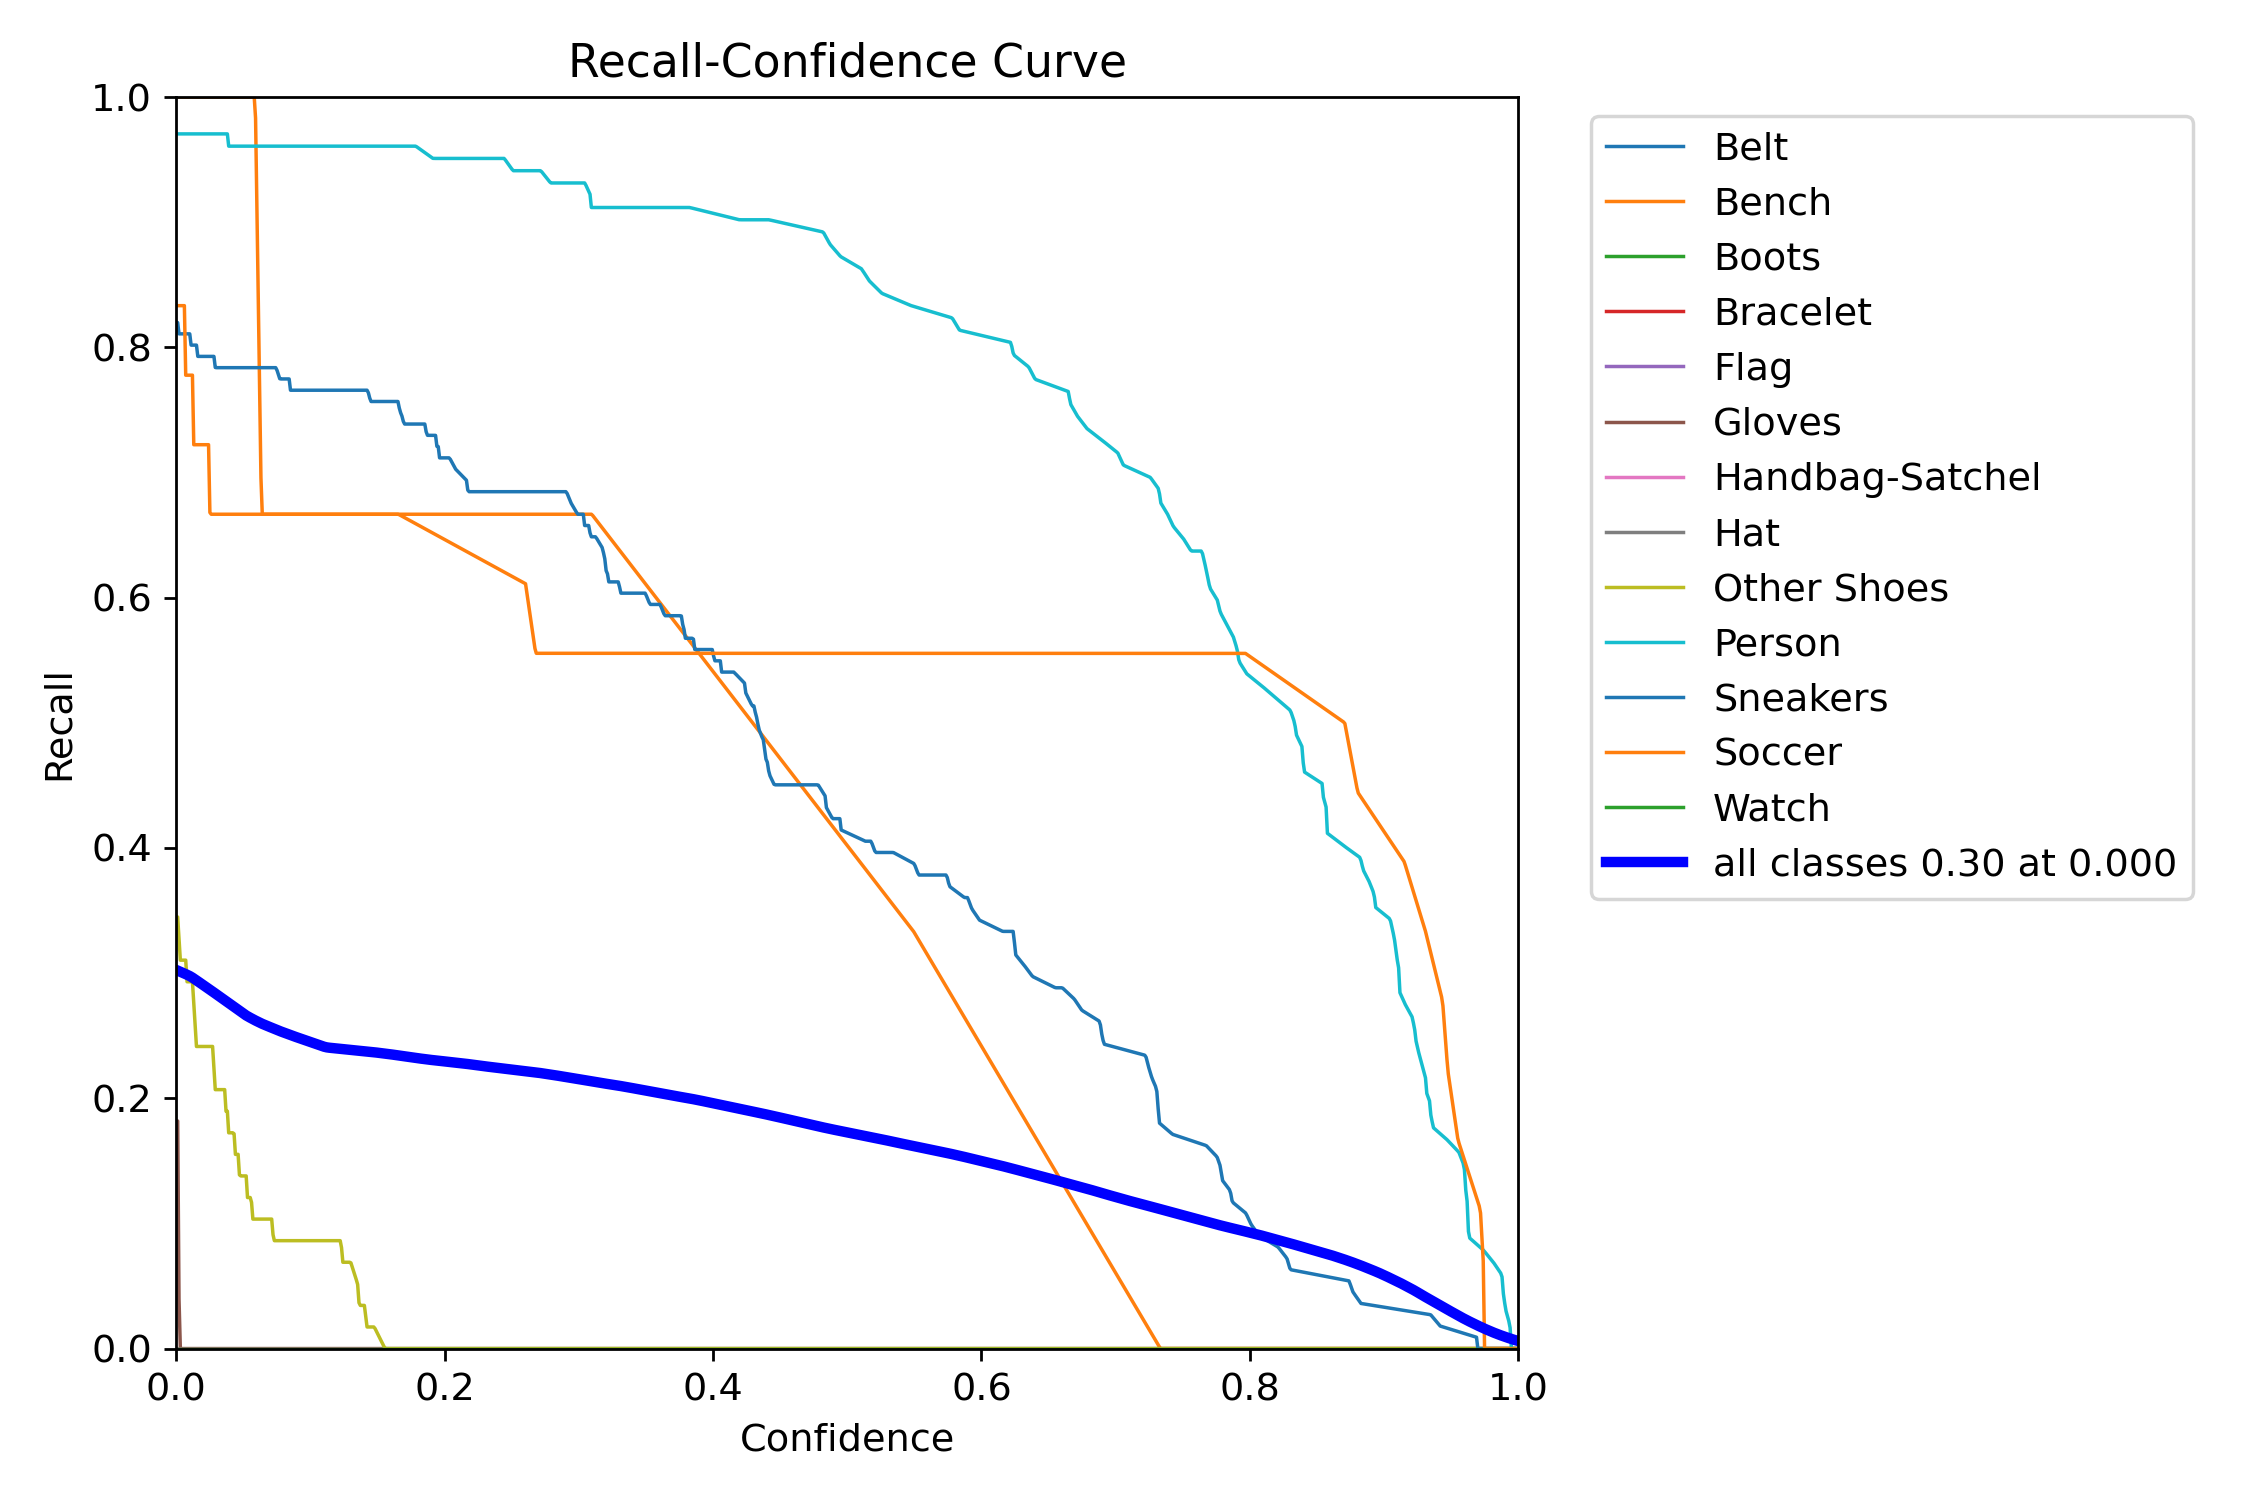 Recall-Confidence Curve
1.0
0.8
0.6
0.4
0.2
0.0
Recall
0.0 0.2 0.4 0.6 0.8 1.0
Confidence
Belt
Bench
Boots
Bracelet
Flag
Gloves
Handbag-Satchel
Hat
Other Shoes
Person
Sneakers
Soccer
Watch
all classes 0.30 at 0.000